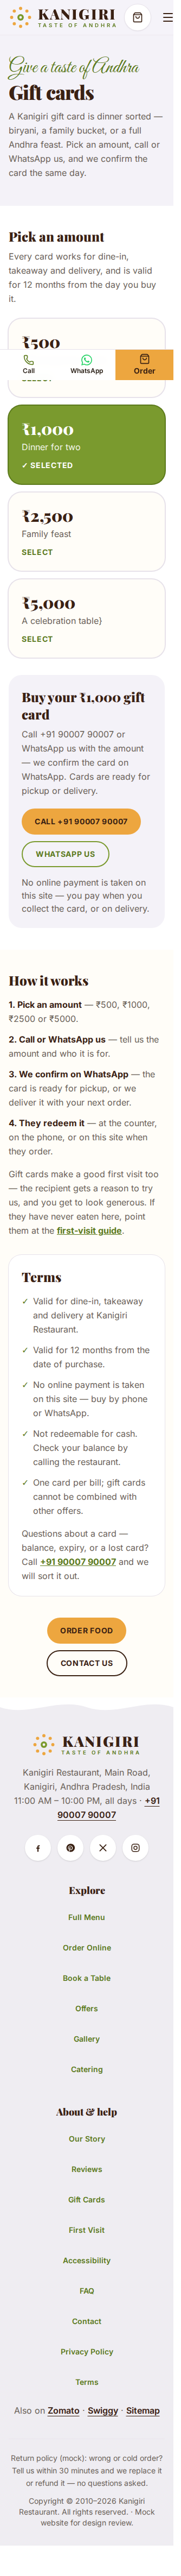 KANIGIRI
TASTE OF ANDHRA
Give a taste of Andhra
Gift cards
A Kanigiri gift card is dinner sorted —
biryani, a family bucket, or a full
Andhra feast. Pick an amount, call or
WhatsApp us, and we confirm the
card the same day.
Pick an amount
Every card works for dine-in,
takeaway and delivery, and is valid
for 12 months from the day you buy
it.
₹500
Call
WhatsApp
Order
₹1,000
Dinner for two
✓ SELECTED
₹2,500
Family feast
SELECT
₹5,000
A celebration table}
SELECT
Buy your ₹1,000 gift
card
Call +91 90007 90007 or
WhatsApp us with the amount
— we confirm the card on
WhatsApp. Cards are ready for
pickup or delivery.
CALL +91 90007 90007
WHATSAPP US
No online payment is taken on
this site — you pay when you
collect the card, or on delivery.
How it works
1. Pick an amount — ₹500, ₹1000,
₹2500 or ₹5000.
2. Call or WhatsApp us — tell us the
amount and who it is for.
3. We confirm on WhatsApp — the
card is ready for pickup, or we
deliver it with your next order.
4. They redeem it — at the counter,
on the phone, or on this site when
they order.
Gift cards make a good first visit too
— the recipient gets a reason to try
us, and you get to look generous. If
they have never eaten here, point
them at the first-visit guide.
Terms
✓ Valid for dine-in, takeaway
and delivery at Kanigiri
Restaurant.
✓ Valid for 12 months from the
date of purchase.
✓ No online payment is taken
on this site — buy by phone
or WhatsApp.
✓ Not redeemable for cash.
Check your balance by
calling the restaurant.
✓ One card per bill; gift cards
cannot be combined with
other offers.
Questions about a card —
balance, expiry, or a lost card?
Call +91 90007 90007 and we
will sort it out.
ORDER FOOD
CONTACT US
KANIGIRI
TASTE OF ANDHRA
Kanigiri Restaurant, Main Road,
Kanigiri, Andhra Pradesh, India
11:00 AM – 10:00 PM, all days · +91
90007 90007
Explore
Full Menu
Order Online
Book a Table
Offers
Gallery
Catering
About & help
Our Story
Reviews
Gift Cards
First Visit
Accessibility
FAQ
Contact
Privacy Policy
Terms
Also on Zomato · Swiggy · Sitemap
Return policy (mock): wrong or cold order?
Tell us within 30 minutes and we replace it
or refund it — no questions asked.
Copyright © 2010–2026 Kanigiri
Restaurant. All rights reserved. · Mock
website for design review.